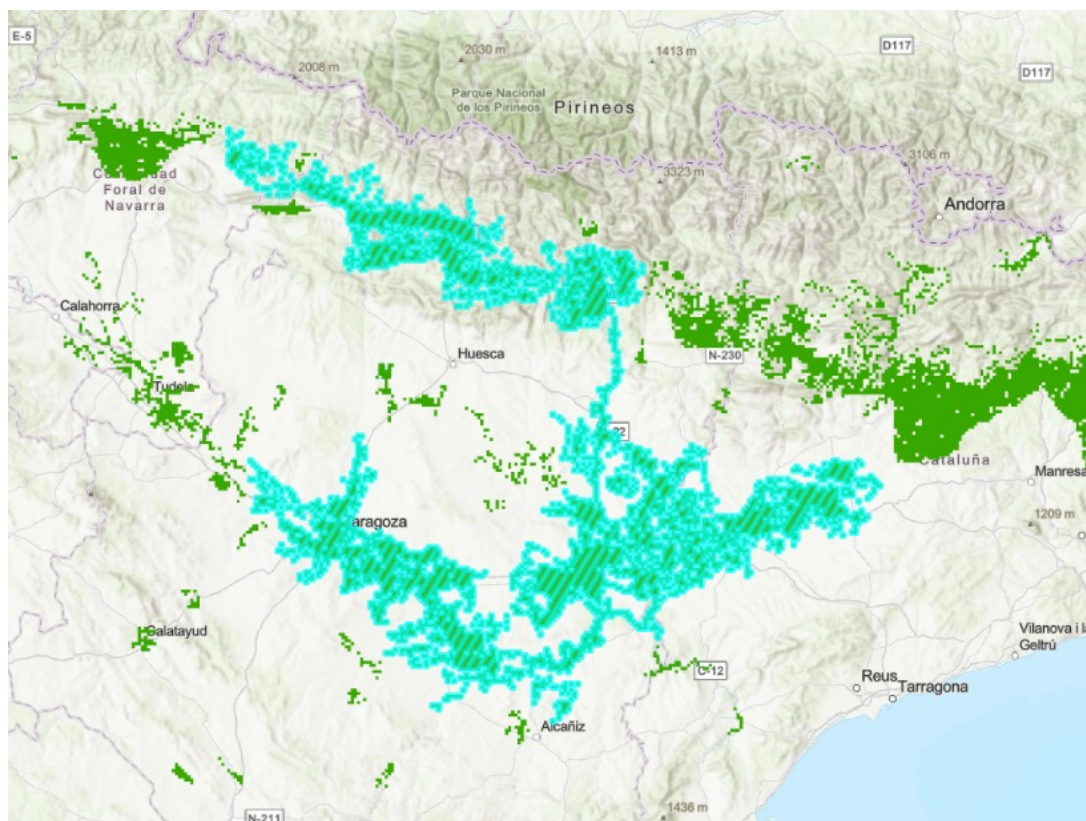 E-5
2030 m
1413 m
D117
D117
2008 m
Parque Nacional
de los Pirineos
Pirineos
3106 m
3323 m
Foral de
Navarra
Andorra
Calahorra
Huesca
N-230
Tudela
Cataluña
Manresa
aragoza
1209 m
Calatayud
Vilanova i la
Geltrú
C-12
Reus
Tarragona
Alcañiz
N-211
1436 m